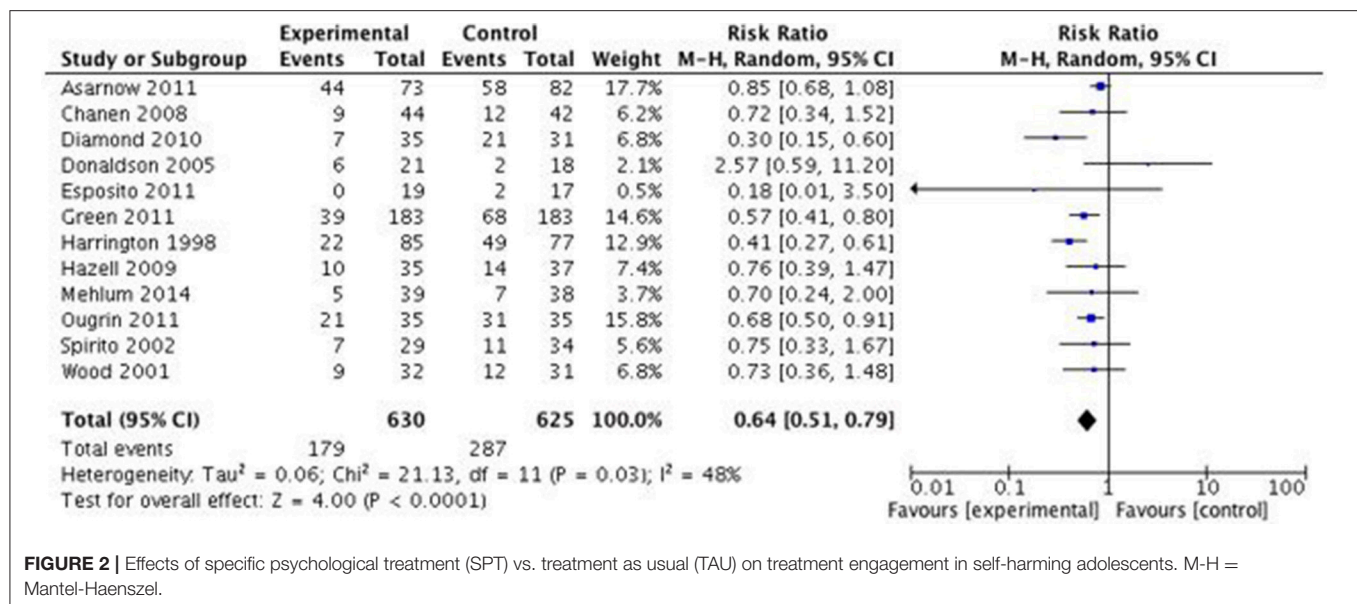 Experimental Control Risk Ratio Risk Ratio
Study or Subgroup Events Total Events Total Weight M-H, Random, 95% CI M-H, Random, 95% CI
Asarnow 2011 44 73 58 82 17.7% 0.85 [0.68, 1.08]
Chanen 2008 9 44 12 42 6.2% 0.72 [0.34, 1.52]
Diamond 2010 7 35 21 31 6.8% 0.30 [0.15, 0.60]
Donaldson 2005 6 21 2 18 2.1% 2.57 [0.59, 11.20]
Esposito 2011 0 19 2 17 0.5% 0.18 [0.01, 3.50]
Green 2011 39 183 68 183 14.6% 0.57 [0.41, 0.80]
Harrington 1998 22 85 49 77 12.9% 0.41 [0.27, 0.61]
Hazell 2009 10 35 14 37 7.4% 0.76 [0.39, 1.47]
Mehlum 2014 5 39 7 38 3.7% 0.70 [0.24, 2.00]
Ougrin 2011 21 35 31 35 15.8% 0.68 [0.50, 0.91]
Spirito 2002 7 29 11 34 5.6% 0.75 [0.33, 1.67]
Wood 2001 9 32 12 31 6.8% 0.73 [0.36, 1.48]
Total (95% CI) 630 625 100.0% 0.64 [0.51, 0.79]
Total events 179 287
Heterogeneity: Tau² = 0.06; Chi² = 21.13, df = 11 (P = 0.03); I² = 48%
Test for overall effect: Z = 4.00 (P < 0.0001)
0.01 0.1 1 10 100
Favours [experimental] Favours [control]
FIGURE 2 | Effects of specific psychological treatment (SPT) vs. treatment as usual (TAU) on treatment engagement in self-harming adolescents. M-H =
Mantel-Haenszel.